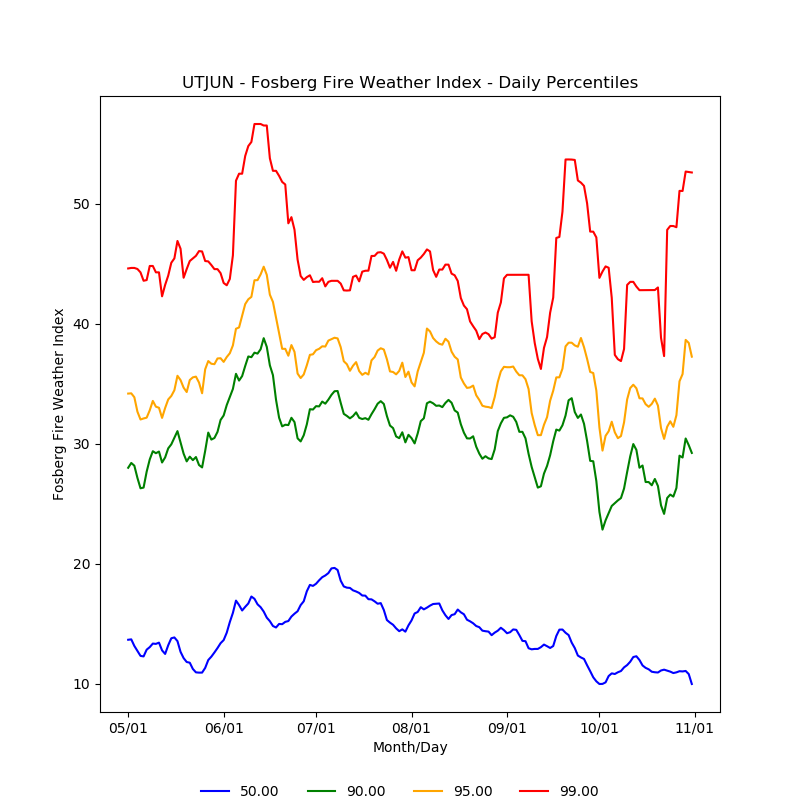 UTJUN - Fosberg Fire Weather Index - Daily Percentiles
Fosberg Fire Weather Index
50
40
30
20
10
05/01 06/01 07/01 08/01 09/01 10/01 11/01
Month/Day
50.00 90.00 95.00 99.00